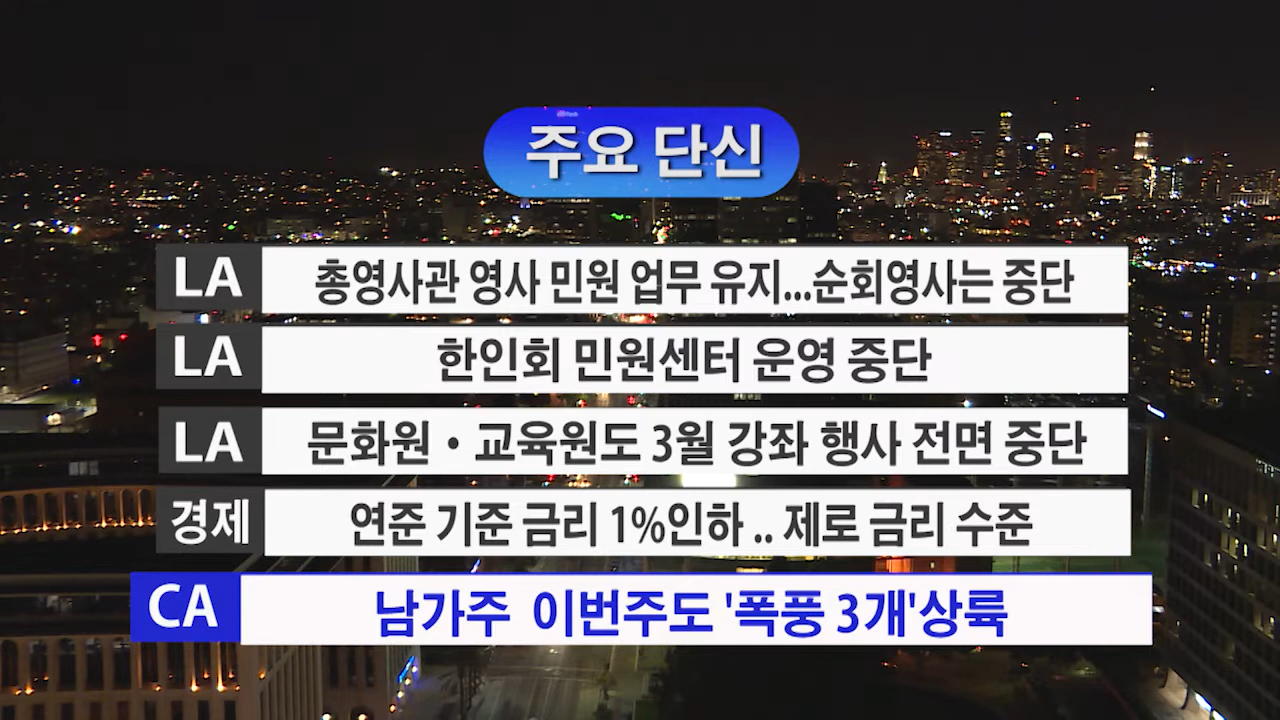 주요 단신
LA 총영사관 영사 민원 업무 유지...순회영사는 중단
LA 한인회 민원센터 운영 중단
LA 문화원・교육원도 3월 강좌 행사 전면 중단
경제 연준 기준 금리 1%인하 .. 제로 금리 수준
CA 남가주 이번주도 '폭풍 3개'상륙